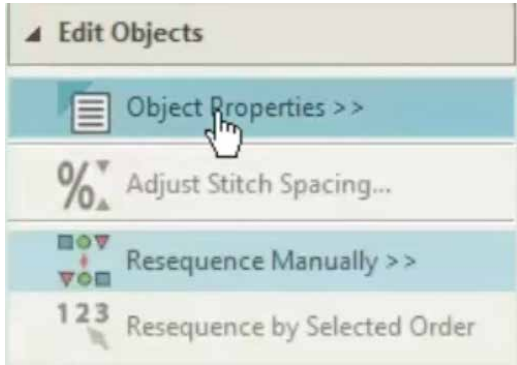 Edit Objects
Object Properties >>
% Adjust Stitch Spacing...
Resequence Manually >>
123 Resequence by Selected Order